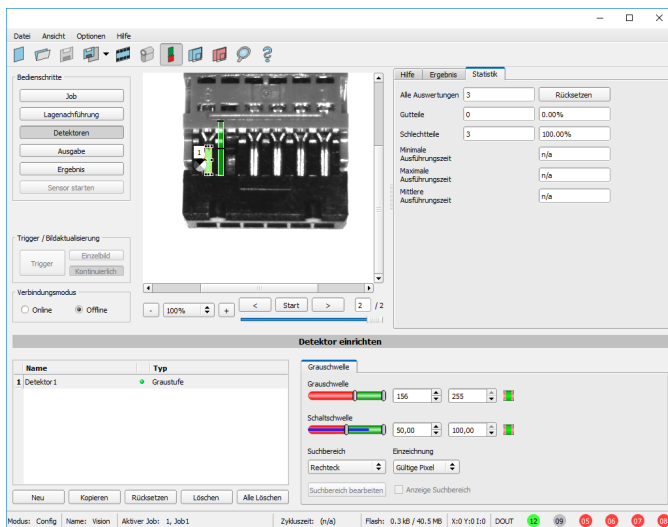 Datei Ansicht Optionen Hilfe
Bedienschritte
Job
Lagenachführung
Detektoren
Ausgabe
Ergebnis
Sensor starten
Trigger / Bildaktualisierung
Trigger
Einzelbild
Kontinuierlich
Verbindungsmodus
Online Offline
1
- 100% + < Start > 2 / 2
Hilfe Ergebnis Statistik
Alle Auswertungen 3 Rücksetzen
Gutteile 0 0.00%
Schlechtteile 3 100.00%
Minimale
Ausführungszeit n/a
Maximale
Ausführungszeit n/a
Mittlere
Ausführungszeit n/a
Detektor einrichten
Name Typ
1 Detektor1 Graustufe
Neu Kopieren Rücksetzen Löschen Alle Löschen
Grauschwelle
Grauschwelle
156 255
Schaltschwelle
50,00 100,00
Suchbereich Einzeichnung
Rechteck Gültige Pixel
Suchbereich bearbeiten Anzeige Suchbereich
Modus: Config Name: Vision Aktiver Job: 1, Job1 Zykluszeit: (n/a) Flash: 0.3 kB / 40.5 MB X:0 Y:0 I:0 DOUT 12 09 05 06 07 08